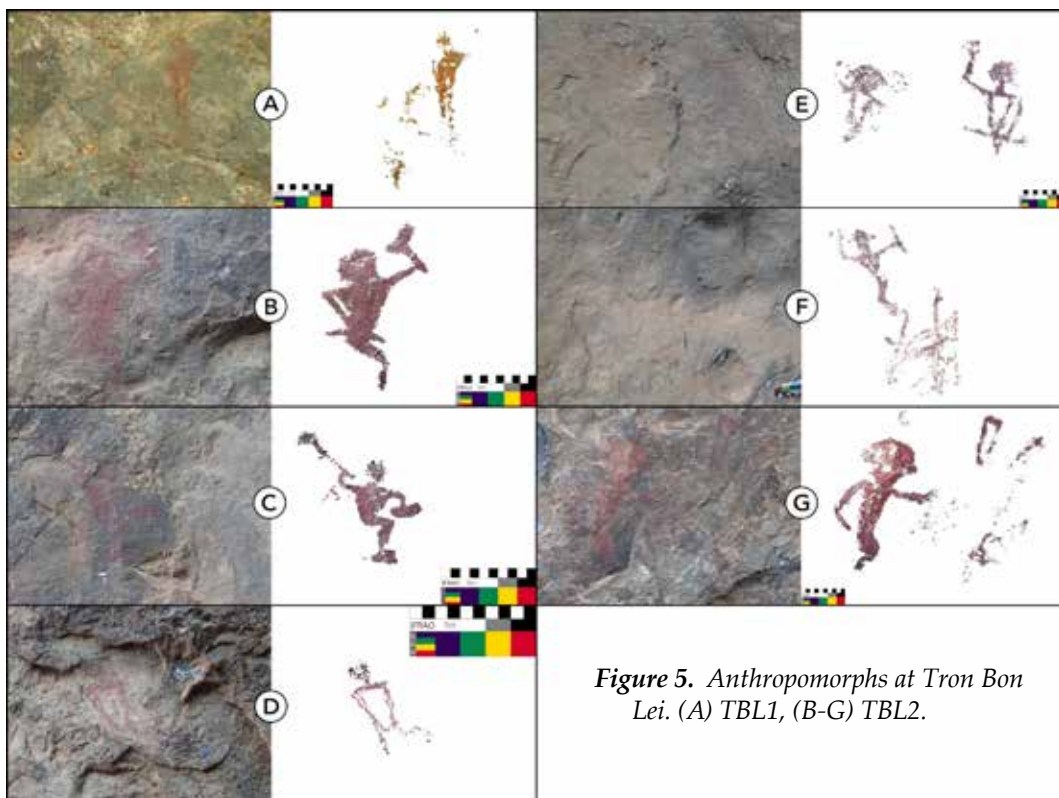 A
E
B
F
C
G
D
Figure 5. Anthropomorphs at Tron Bon
Lei. (A) TBL1, (B-G) TBL2.